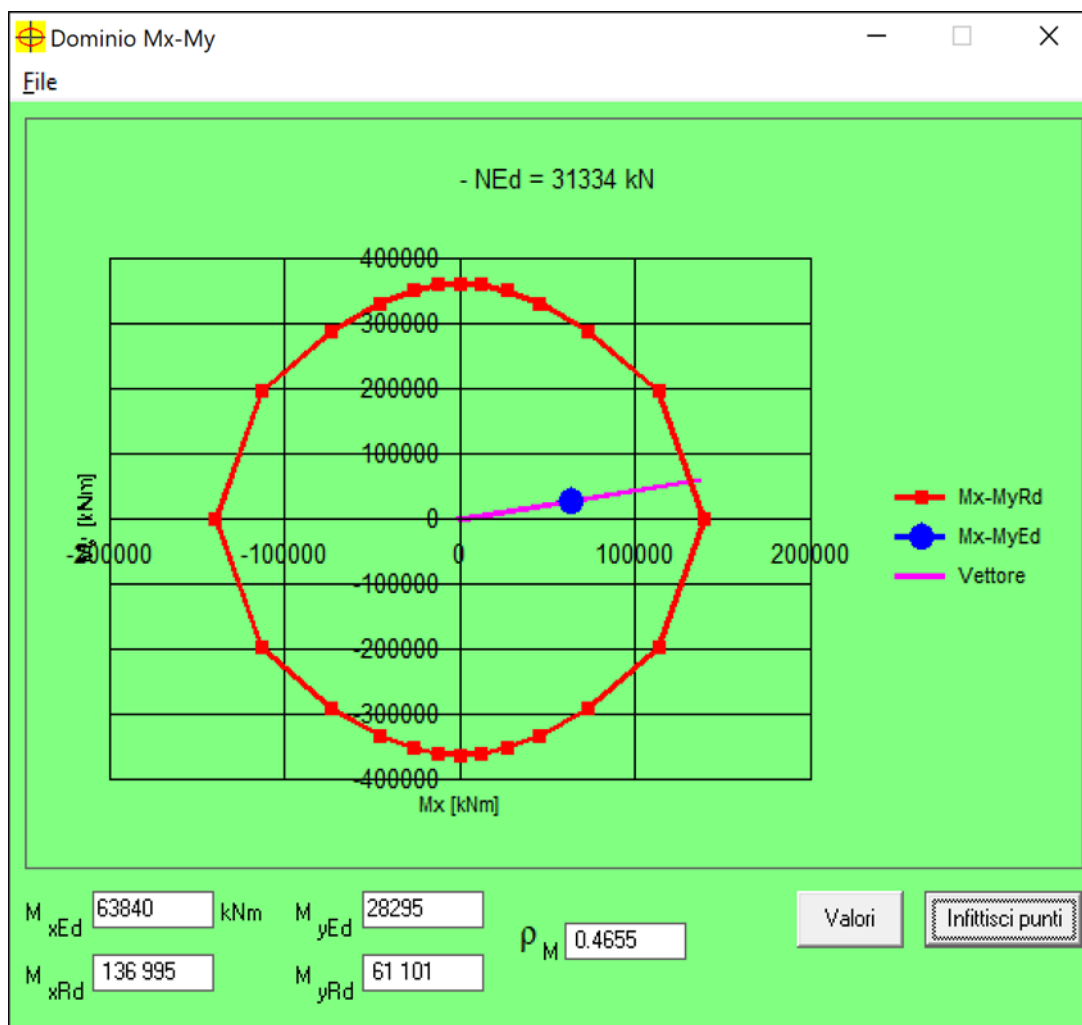 Dominio Mx-My
File
- NEd = 31334 kN
400000
300000
200000
100000
0
-200000 -100000 0 100000 200000
-100000
-200000
-300000
-400000
[kNm]
Mx [kNm]
Mx-MyRd
Mx-MyEd
Vettore
M xEd 63840 kNm M yEd 28295
ρ M 0.4655
Valori
Infittisci punti
M xRd 136 995 M yRd 61 101